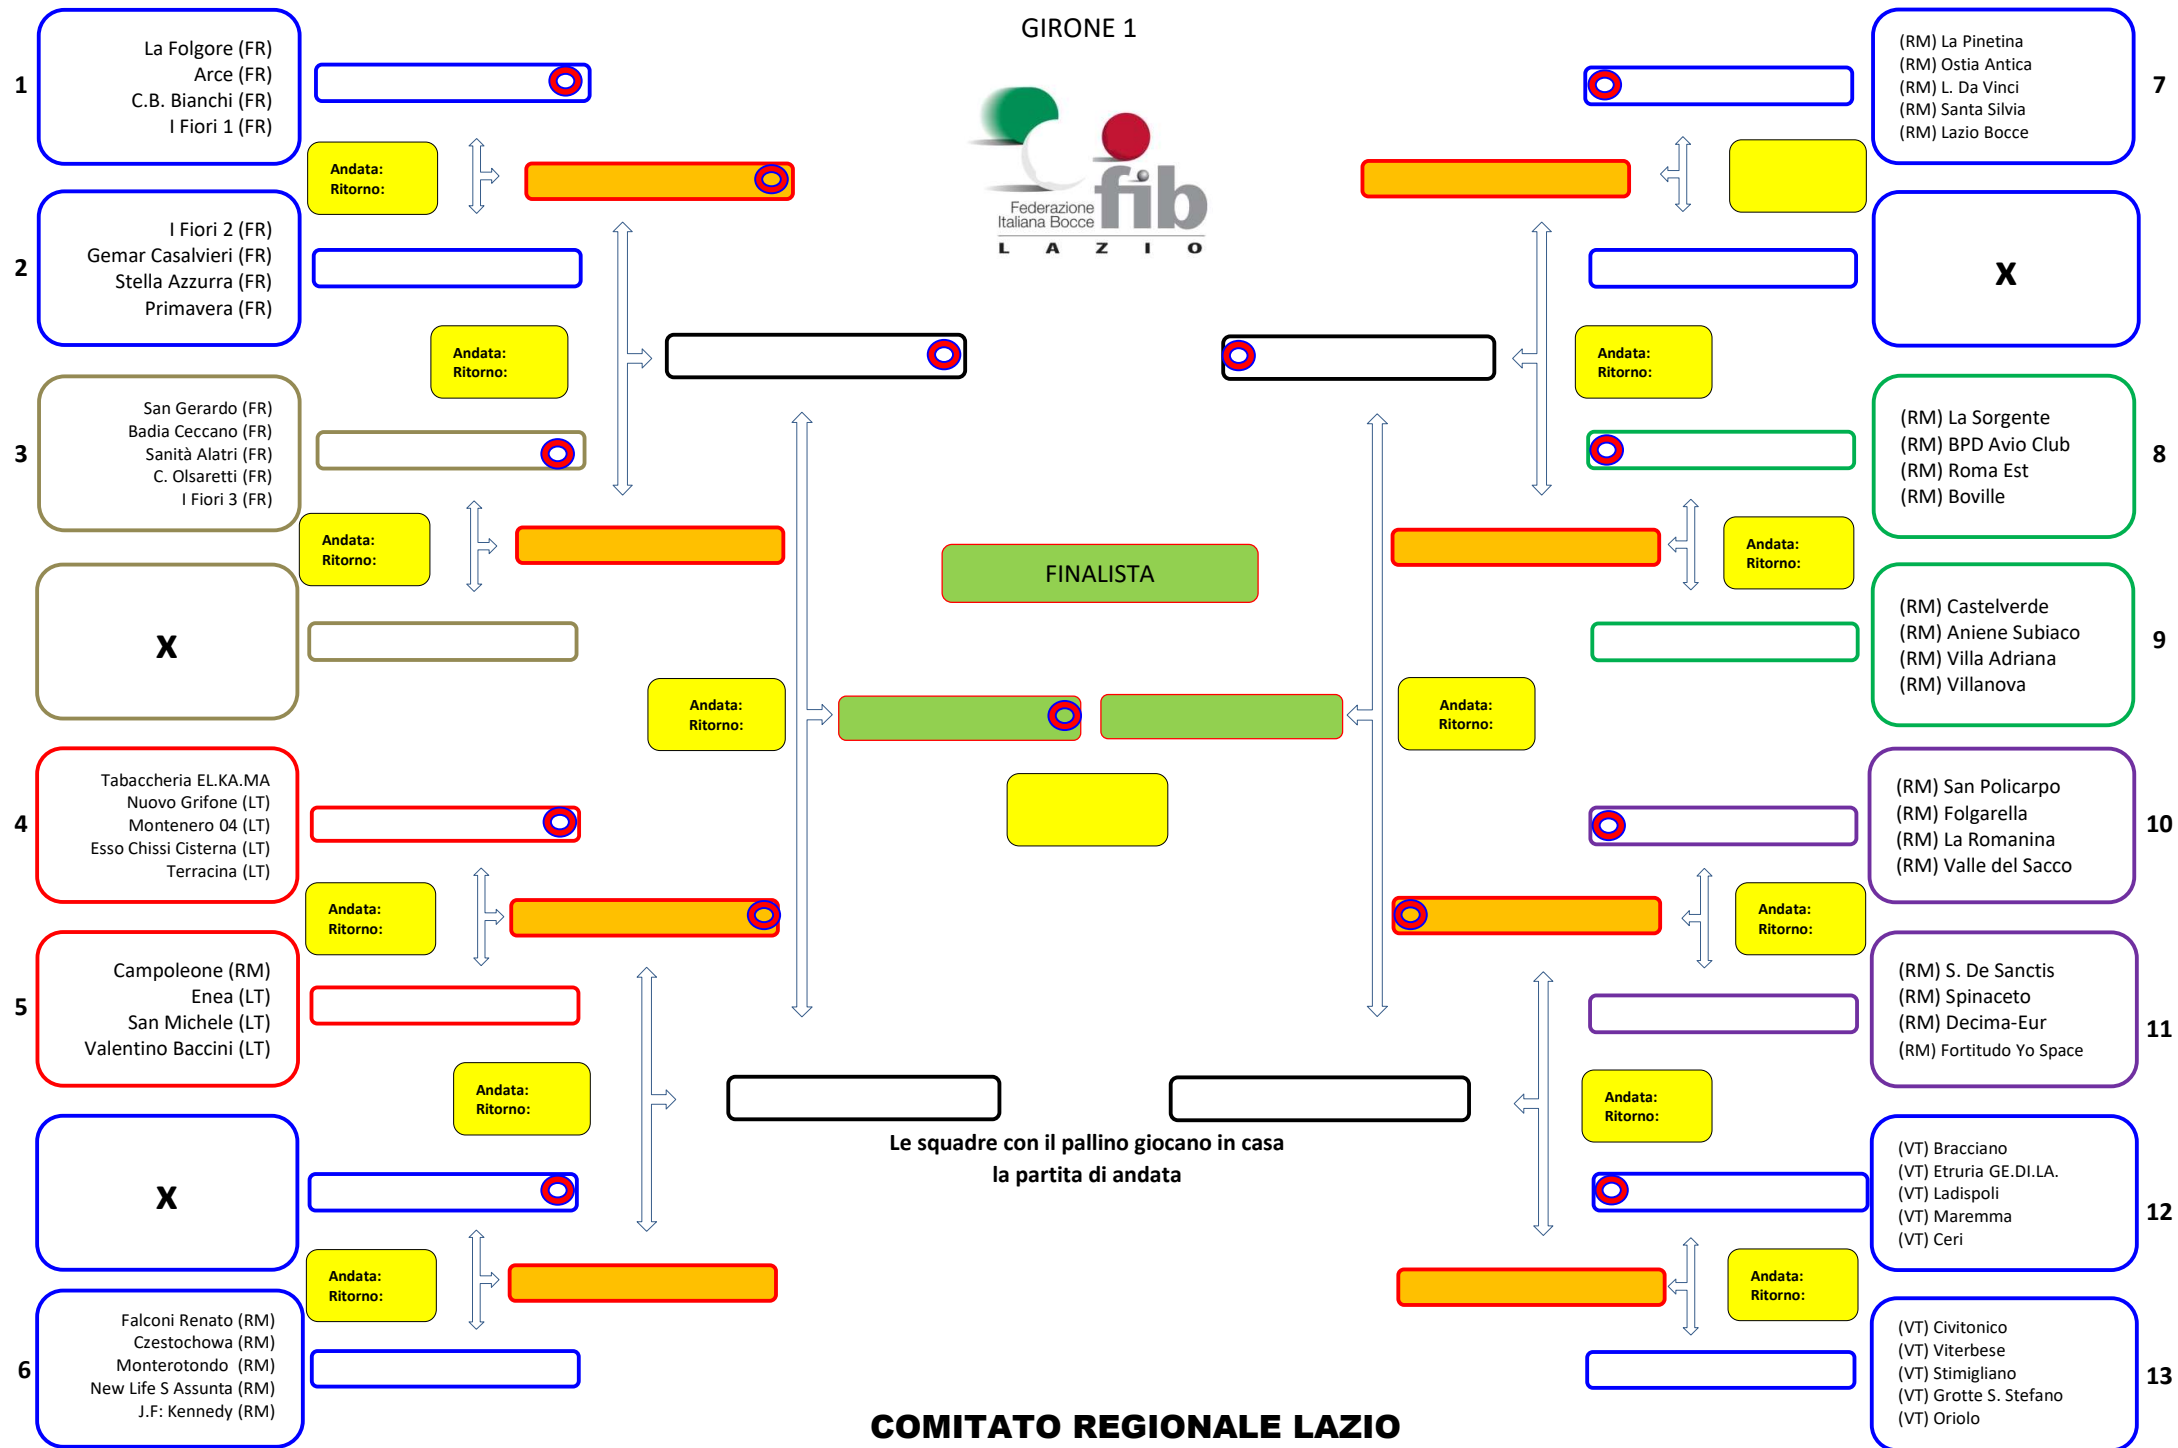 GIRONE 1
Federazione
Italiana Bocce
fib
LAZIO
1
La Folgore (FR)
Arce (FR)
C.B. Bianchi (FR)
I Fiori 1 (FR)
Andata:
Ritorno:
2
I Fiori 2 (FR)
Gemar Casalvieri (FR)
Stella Azzurra (FR)
Primavera (FR)
Andata:
Ritorno:
3
San Gerardo (FR)
Badia Ceccano (FR)
Sanità Alatri (FR)
C. Olsaretti (FR)
I Fiori 3 (FR)
Andata:
Ritorno:
X
Andata:
Ritorno:
4
Tabaccheria EL.KA.MA
Nuovo Grifone (LT)
Montenero 04 (LT)
Esso Chissi Cisterna (LT)
Terracina (LT)
Andata:
Ritorno:
5
Campoleone (RM)
Enea (LT)
San Michele (LT)
Valentino Baccini (LT)
Andata:
Ritorno:
X
Andata:
Ritorno:
6
Falconi Renato (RM)
Czestochowa (RM)
Monterotondo (RM)
New Life S Assunta (RM)
J.F: Kennedy (RM)
FINALISTA
Le squadre con il pallino giocano in casa
la partita di andata
(RM) La Pinetina
(RM) Ostia Antica
(RM) L. Da Vinci
(RM) Santa Silvia
(RM) Lazio Bocce
7
X
Andata:
Ritorno:
(RM) La Sorgente
(RM) BPD Avio Club
(RM) Roma Est
(RM) Boville
8
Andata:
Ritorno:
(RM) Castelverde
(RM) Aniene Subiaco
(RM) Villa Adriana
(RM) Villanova
9
Andata:
Ritorno:
(RM) San Policarpo
(RM) Folgarella
(RM) La Romanina
(RM) Valle del Sacco
10
Andata:
Ritorno:
(RM) S. De Sanctis
(RM) Spinaceto
(RM) Decima-Eur
(RM) Fortitudo Yo Space
11
Andata:
Ritorno:
(VT) Bracciano
(VT) Etruria GE.DI.LA.
(VT) Ladispoli
(VT) Maremma
(VT) Ceri
12
Andata:
Ritorno:
(VT) Civitonico
(VT) Viterbese
(VT) Stimigliano
(VT) Grotte S. Stefano
(VT) Oriolo
13
COMITATO REGIONALE LAZIO